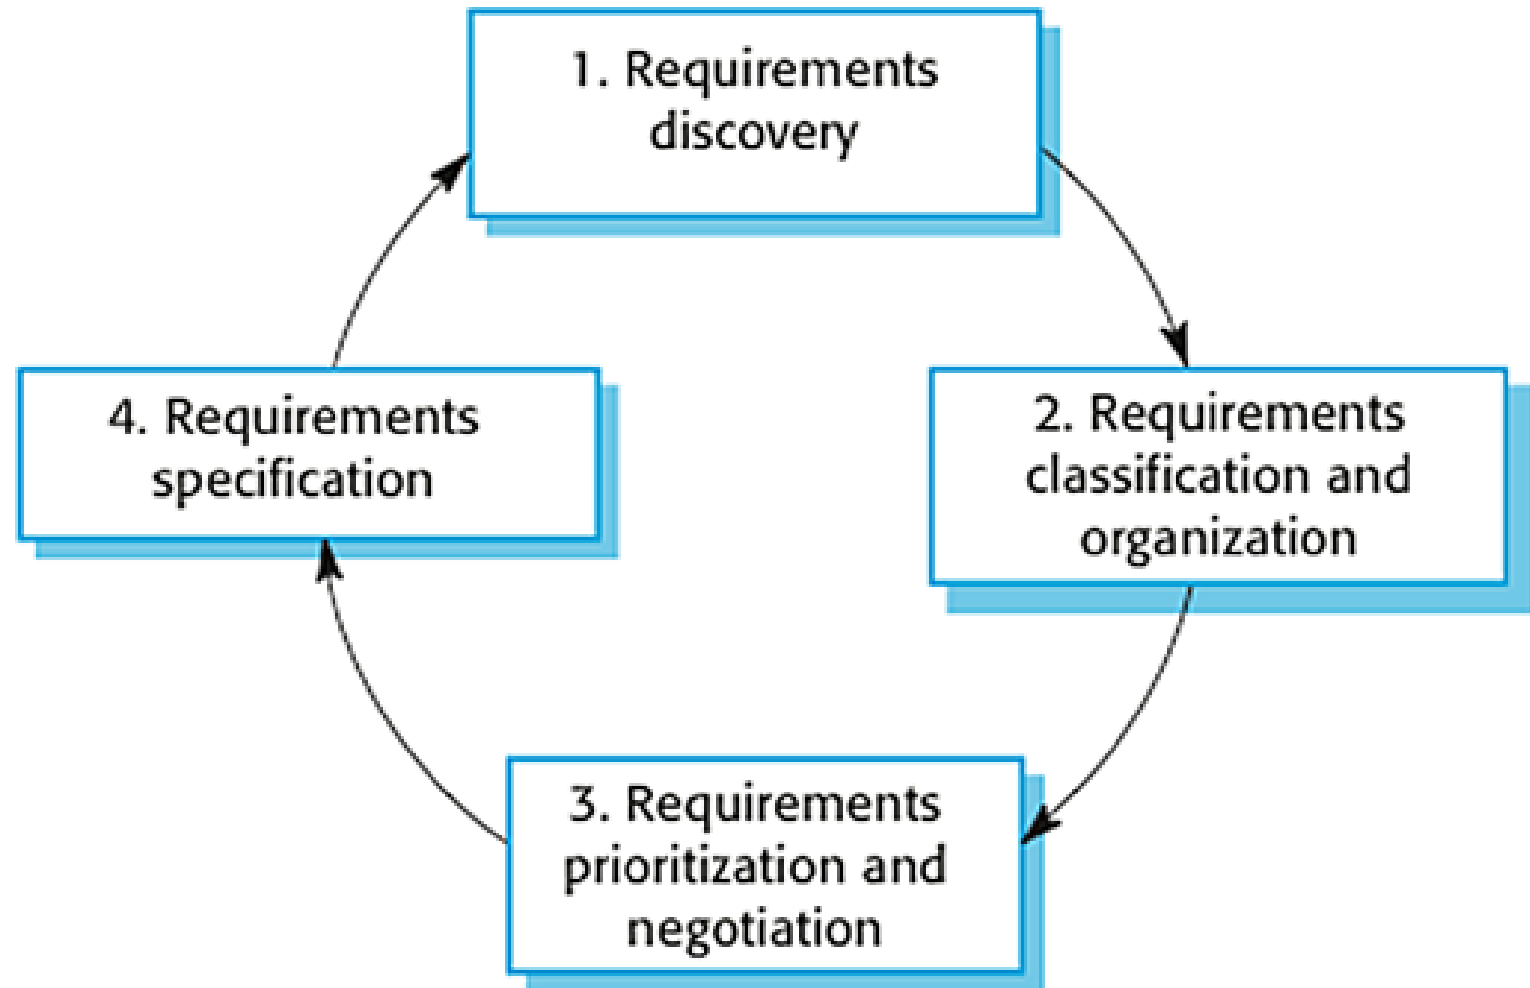 1. Requirements
discovery
2. Requirements
classification and
organization
3. Requirements
prioritization and
negotiation
4. Requirements
specification